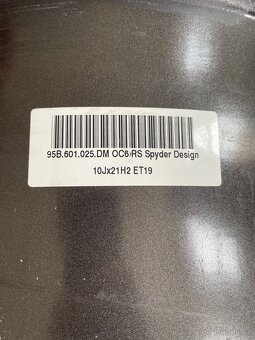 95B.601.025.DM OC6 RS Spyder Design
10Jx21H2 ET19